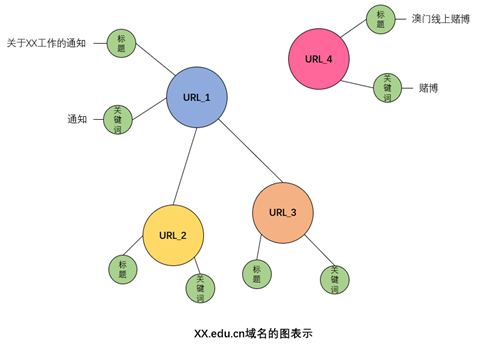 标题
澳门线上赌博
关于XX工作的通知
标题
URL_4
URL_1
关键词
赌博
通知
关键词
URL_2
URL_3
标题
关键词
标题
关键词
XX.edu.cn域名的图表示